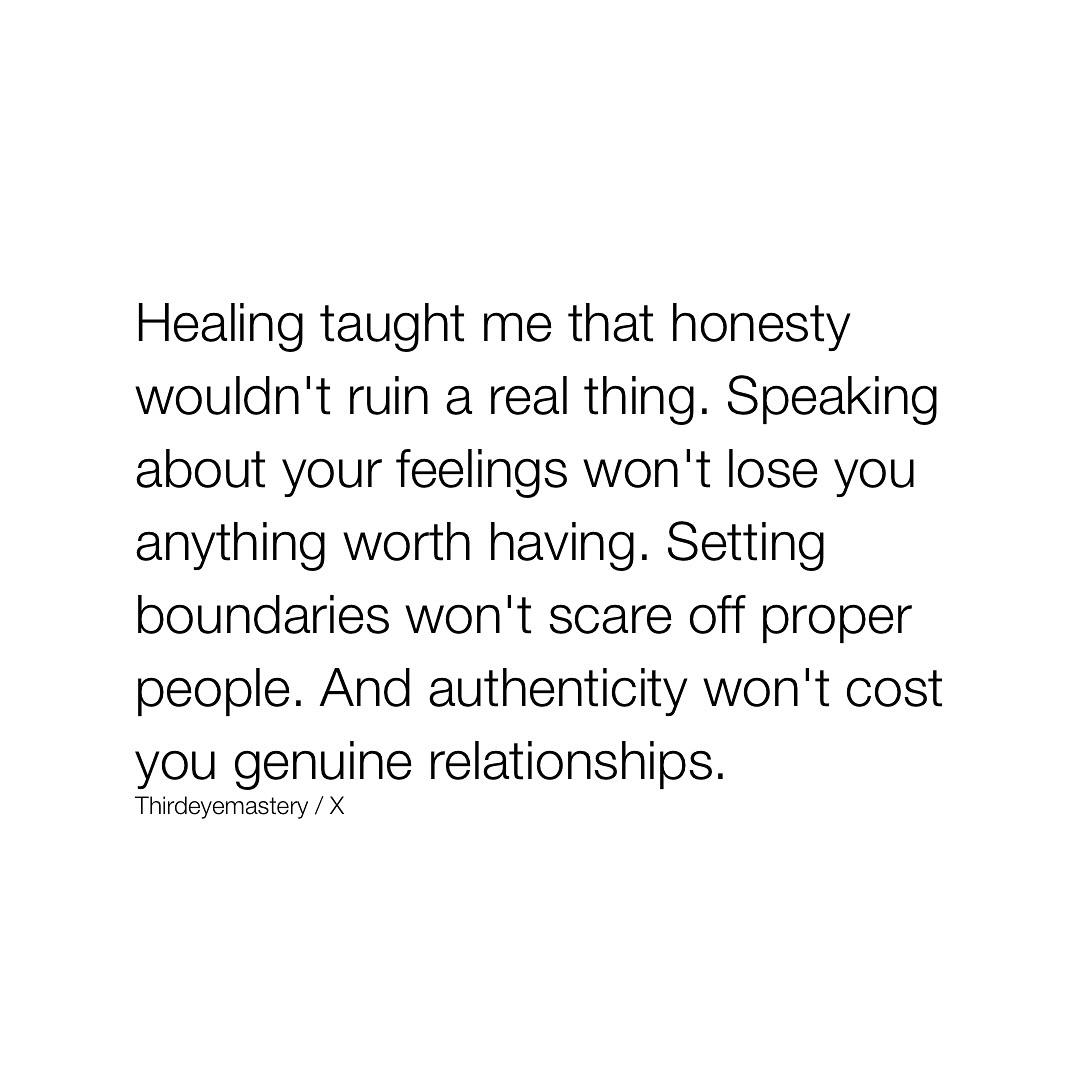 Healing taught me that honesty
wouldn't ruin a real thing. Speaking
about your feelings won't lose you
anything worth having. Setting
boundaries won't scare off proper
people. And authenticity won't cost
you genuine relationships.
Thirdeyemastery / X